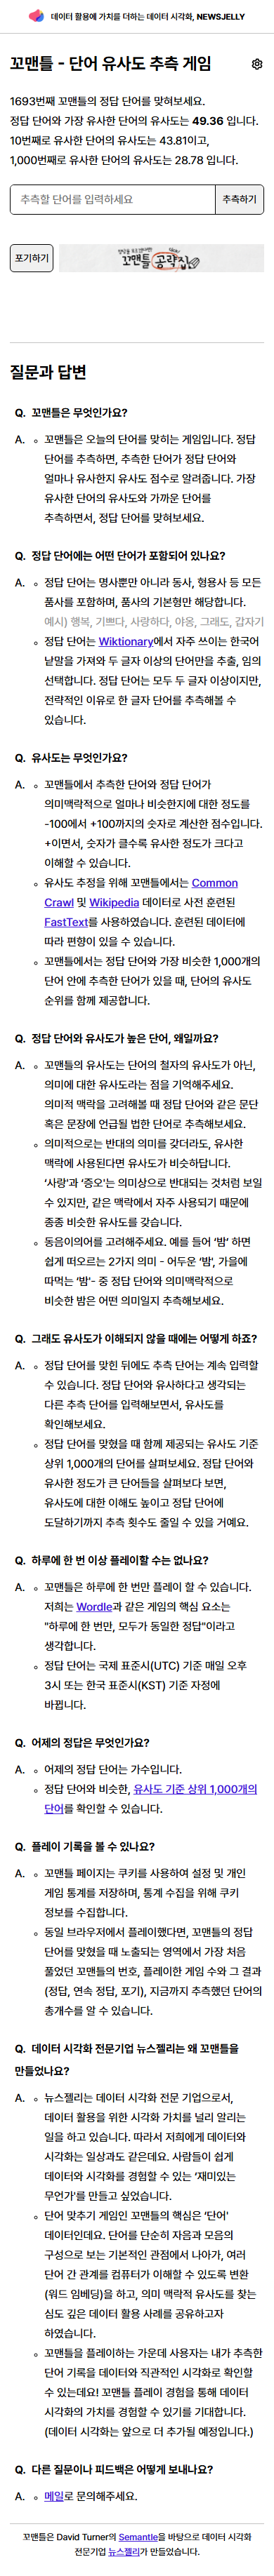 데이터 활용에 가치를 더하는 데이터 시각화, NEWSJELLY
꼬맨틀 - 단어 유사도 추측 게임
1693번째 꼬맨틀의 정답 단어를 맞혀보세요.
정답 단어와 가장 유사한 단어의 유사도는 49.36 입니다.
10번째로 유사한 단어의 유사도는 43.81이고,
1,000번째로 유사한 단어의 유사도는 28.78 입니다.
추측할 단어를 입력하세요
추측하기
포기하기
꼬맨틀 공략집
질문과 답변
Q. 꼬맨틀은 무엇인가요?
A. 꼬맨틀은 오늘의 단어를 맞히는 게임입니다. 정답
단어를 추측하면, 추측한 단어가 정답 단어와
얼마나 유사한지 유사도 점수로 알려줍니다. 가장
유사한 단어의 유사도와 가까운 단어를
추측하면서, 정답 단어를 맞혀보세요.
Q. 정답 단어에는 어떤 단어가 포함되어 있나요?
A. 정답 단어는 명사뿐만 아니라 동사, 형용사 등 모든
품사를 포함하며, 품사의 기본형만 해당합니다.
예시) 행복, 기쁘다, 사랑하다, 야옹, 그래도, 갑자기
정답 단어는 Wiktionary에서 자주 쓰이는 한국어
낱말을 가져와 두 글자 이상의 단어만을 추출, 임의
선택합니다. 정답 단어는 모두 두 글자 이상이지만,
전략적인 이유로 한 글자 단어를 추측해볼 수
있습니다.
Q. 유사도는 무엇인가요?
A. 꼬맨틀에서 추측한 단어와 정답 단어가
의미맥락적으로 얼마나 비슷한지에 대한 정도를
-100에서 +100까지의 숫자로 계산한 점수입니다.
+이면서, 숫자가 클수록 유사한 정도가 크다고
이해할 수 있습니다.
유사도 추정을 위해 꼬맨틀에서는 Common
Crawl 및 Wikipedia 데이터로 사전 훈련된
FastText를 사용하였습니다. 훈련된 데이터에
따라 편향이 있을 수 있습니다.
꼬맨틀에서는 정답 단어와 가장 비슷한 1,000개의
단어 안에 추측한 단어가 있을 때, 단어의 유사도
순위를 함께 제공합니다.
Q. 정답 단어와 유사도가 높은 단어, 왜일까요?
A. 꼬맨틀의 유사도는 단어의 철자의 유사도가 아닌,
의미에 대한 유사도라는 점을 기억해주세요.
의미적 맥락을 고려해볼 때 정답 단어와 같은 문단
혹은 문장에 언급될 법한 단어로 추측해보세요.
의미적으로는 반대의 의미를 갖더라도, 유사한
맥락에 사용된다면 유사도가 비슷하답니다.
‘사랑’과 ‘증오’는 의미상으로 반대되는 것처럼 보일
수 있지만, 같은 맥락에서 자주 사용되기 때문에
종종 비슷한 유사도를 갖습니다.
동음이의어를 고려해주세요. 예를 들어 ‘밤’ 하면
쉽게 떠오르는 2가지 의미 - 어두운 ‘밤’, 가을에
따먹는 ‘밤’- 중 정답 단어와 의미맥락적으로
비슷한 밤은 어떤 의미일지 추측해보세요.
Q. 그래도 유사도가 이해되지 않을 때에는 어떻게 하죠?
A. 정답 단어를 맞힌 뒤에도 추측 단어는 계속 입력할
수 있습니다. 정답 단어와 유사하다고 생각되는
다른 추측 단어를 입력해보면서, 유사도를
확인해보세요.
정답 단어를 맞혔을 때 함께 제공되는 유사도 기준
상위 1,000개의 단어를 살펴보세요. 정답 단어와
유사한 정도가 큰 단어들을 살펴보다 보면,
유사도에 대한 이해도 높이고 정답 단어에
도달하기까지 추측 횟수도 줄일 수 있을 거예요.
Q. 하루에 한 번 이상 플레이할 수는 없나요?
A. 꼬맨틀은 하루에 한 번만 플레이 할 수 있습니다.
저희는 Wordle과 같은 게임의 핵심 요소는
"하루에 한 번만, 모두가 동일한 정답"이라고
생각합니다.
정답 단어는 국제 표준시(UTC) 기준 매일 오후
3시 또는 한국 표준시(KST) 기준 자정에
바뀝니다.
Q. 어제의 정답은 무엇인가요?
A. 어제의 정답 단어는 가수입니다.
정답 단어와 비슷한, 유사도 기준 상위 1,000개의
단어를 확인할 수 있습니다.
Q. 플레이 기록을 볼 수 있나요?
A. 꼬맨틀 페이지는 쿠키를 사용하여 설정 및 개인
게임 통계를 저장하며, 통계 수집을 위해 쿠키
정보를 수집합니다.
동일 브라우저에서 플레이했다면, 꼬맨틀의 정답
단어를 맞혔을 때 노출되는 영역에서 가장 처음
풀었던 꼬맨틀의 번호, 플레이한 게임 수와 그 결과
(정답, 연속 정답, 포기), 지금까지 추측했던 단어의
총개수를 알 수 있습니다.
Q. 데이터 시각화 전문기업 뉴스젤리는 왜 꼬맨틀을
만들었나요?
A. 뉴스젤리는 데이터 시각화 전문 기업으로서,
데이터 활용을 위한 시각화 가치를 널리 알리는
일을 하고 있습니다. 따라서 저희에게 데이터와
시각화는 일상과도 같은데요. 사람들이 쉽게
데이터와 시각화를 경험할 수 있는 ‘재미있는
무언가’를 만들고 싶었습니다.
단어 맞추기 게임인 꼬맨틀의 핵심은 ‘단어’
데이터인데요. 단어를 단순히 자음과 모음의
구성으로 보는 기본적인 관점에서 나아가, 여러
단어 간 관계를 컴퓨터가 이해할 수 있도록 변환
(워드 임베딩)을 하고, 의미 맥락적 유사도를 찾는
심도 깊은 데이터 활용 사례를 공유하고자
하였습니다.
꼬맨틀을 플레이하는 가운데 사용자는 내가 추측한
단어 기록을 데이터와 직관적인 시각화로 확인할
수 있는데요! 꼬맨틀 플레이 경험을 통해 데이터
시각화의 가치를 경험할 수 있기를 기대합니다.
(데이터 시각화는 앞으로 더 추가될 예정입니다.)
Q. 다른 질문이나 피드백은 어떻게 보내나요?
A. 메일로 문의해주세요.
꼬맨틀은 David Turner의 Semantle을 바탕으로 데이터 시각화
전문기업 뉴스젤리가 만들었습니다.